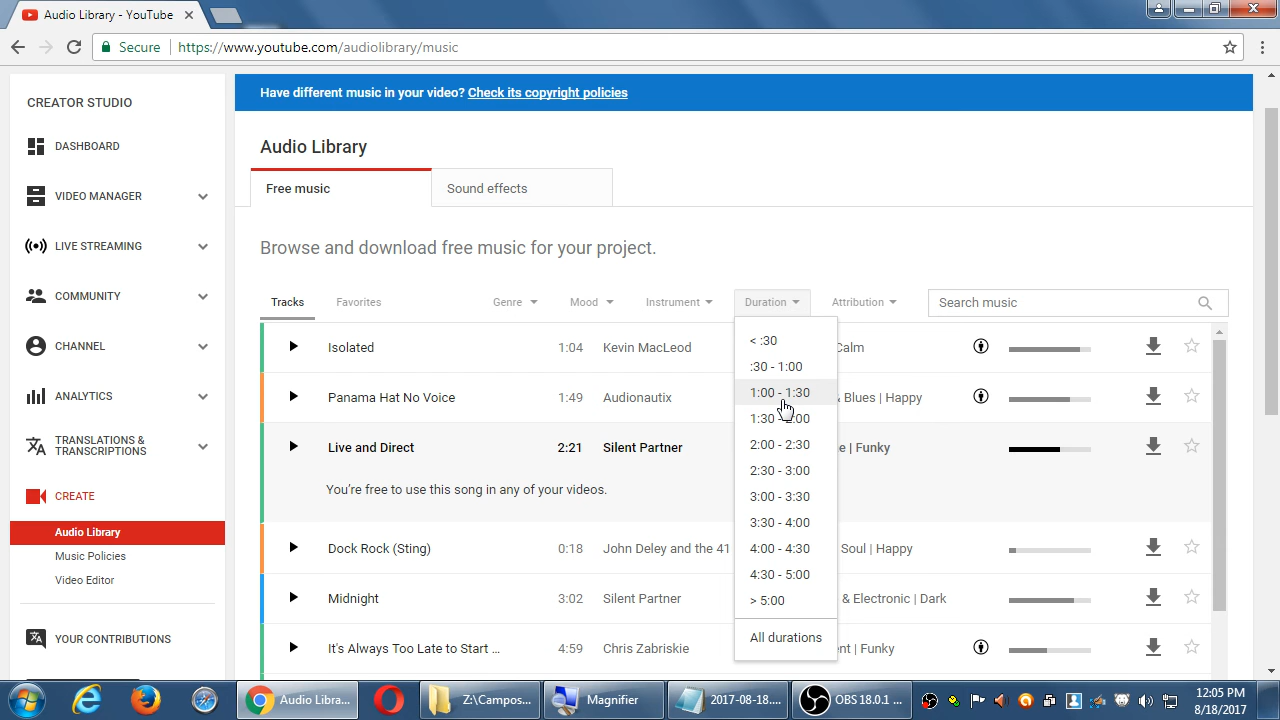 Audio Library - YouTube
Secure
https://www.youtube.com/audiolibrary/music
CREATOR STUDIO
DASHBOARD
VIDEO MANAGER
LIVE STREAMING
COMMUNITY
CHANNEL
ANALYTICS
TRANSLATIONS &
TRANSCRIPTIONS
CREATE
Audio Library
Music Policies
Video Editor
YOUR CONTRIBUTIONS
Have different music in your video? Check its copyright policies
Audio Library
Free music
Sound effects
Browse and download free music for your project.
Tracks Favorites Genre Mood Instrument Duration Attribution Search music
Isolated 1:04 Kevin MacLeod Calm
Panama Hat No Voice 1:49 Audionautix & Blues | Happy
Live and Direct 2:21 Silent Partner | Funky
You're free to use this song in any of your videos.
Dock Rock (Sting) 0:18 John Deley and the 41 Soul | Happy
Midnight 3:02 Silent Partner & Electronic | Dark
It's Always Too Late to Start ... 4:59 Chris Zabriskie | Funky
< :30
:30 - 1:00
1:00 - 1:30
1:30 - 2:00
2:00 - 2:30
2:30 - 3:00
3:00 - 3:30
3:30 - 4:00
4:00 - 4:30
4:30 - 5:00
> 5:00
All durations
Audio Libra...
Z:\Campos...
Magnifier
2017-08-18....
OBS 18.0.1 ...
12:05 PM
8/18/2017